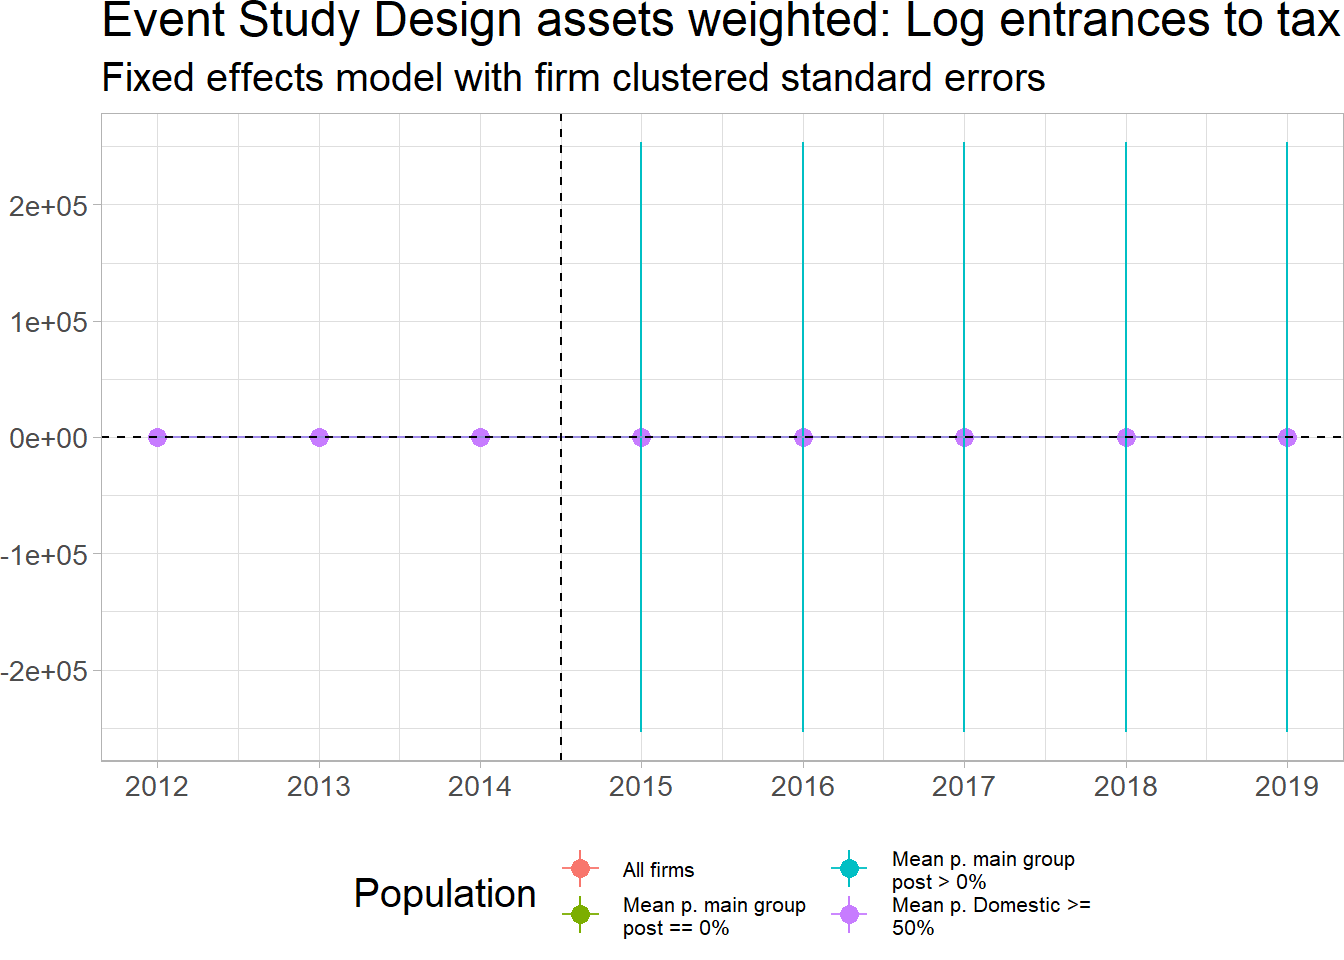 Event Study Design assets weighted: Log entrances to tax
Fixed effects model with firm clustered standard errors
2e+05
1e+05
0e+00
-1e+05
-2e+05
2012 2013 2014 2015 2016 2017 2018 2019
Population
All firms
Mean p. main group
post == 0%
Mean p. main group
post > 0%
Mean p. Domestic >=
50%